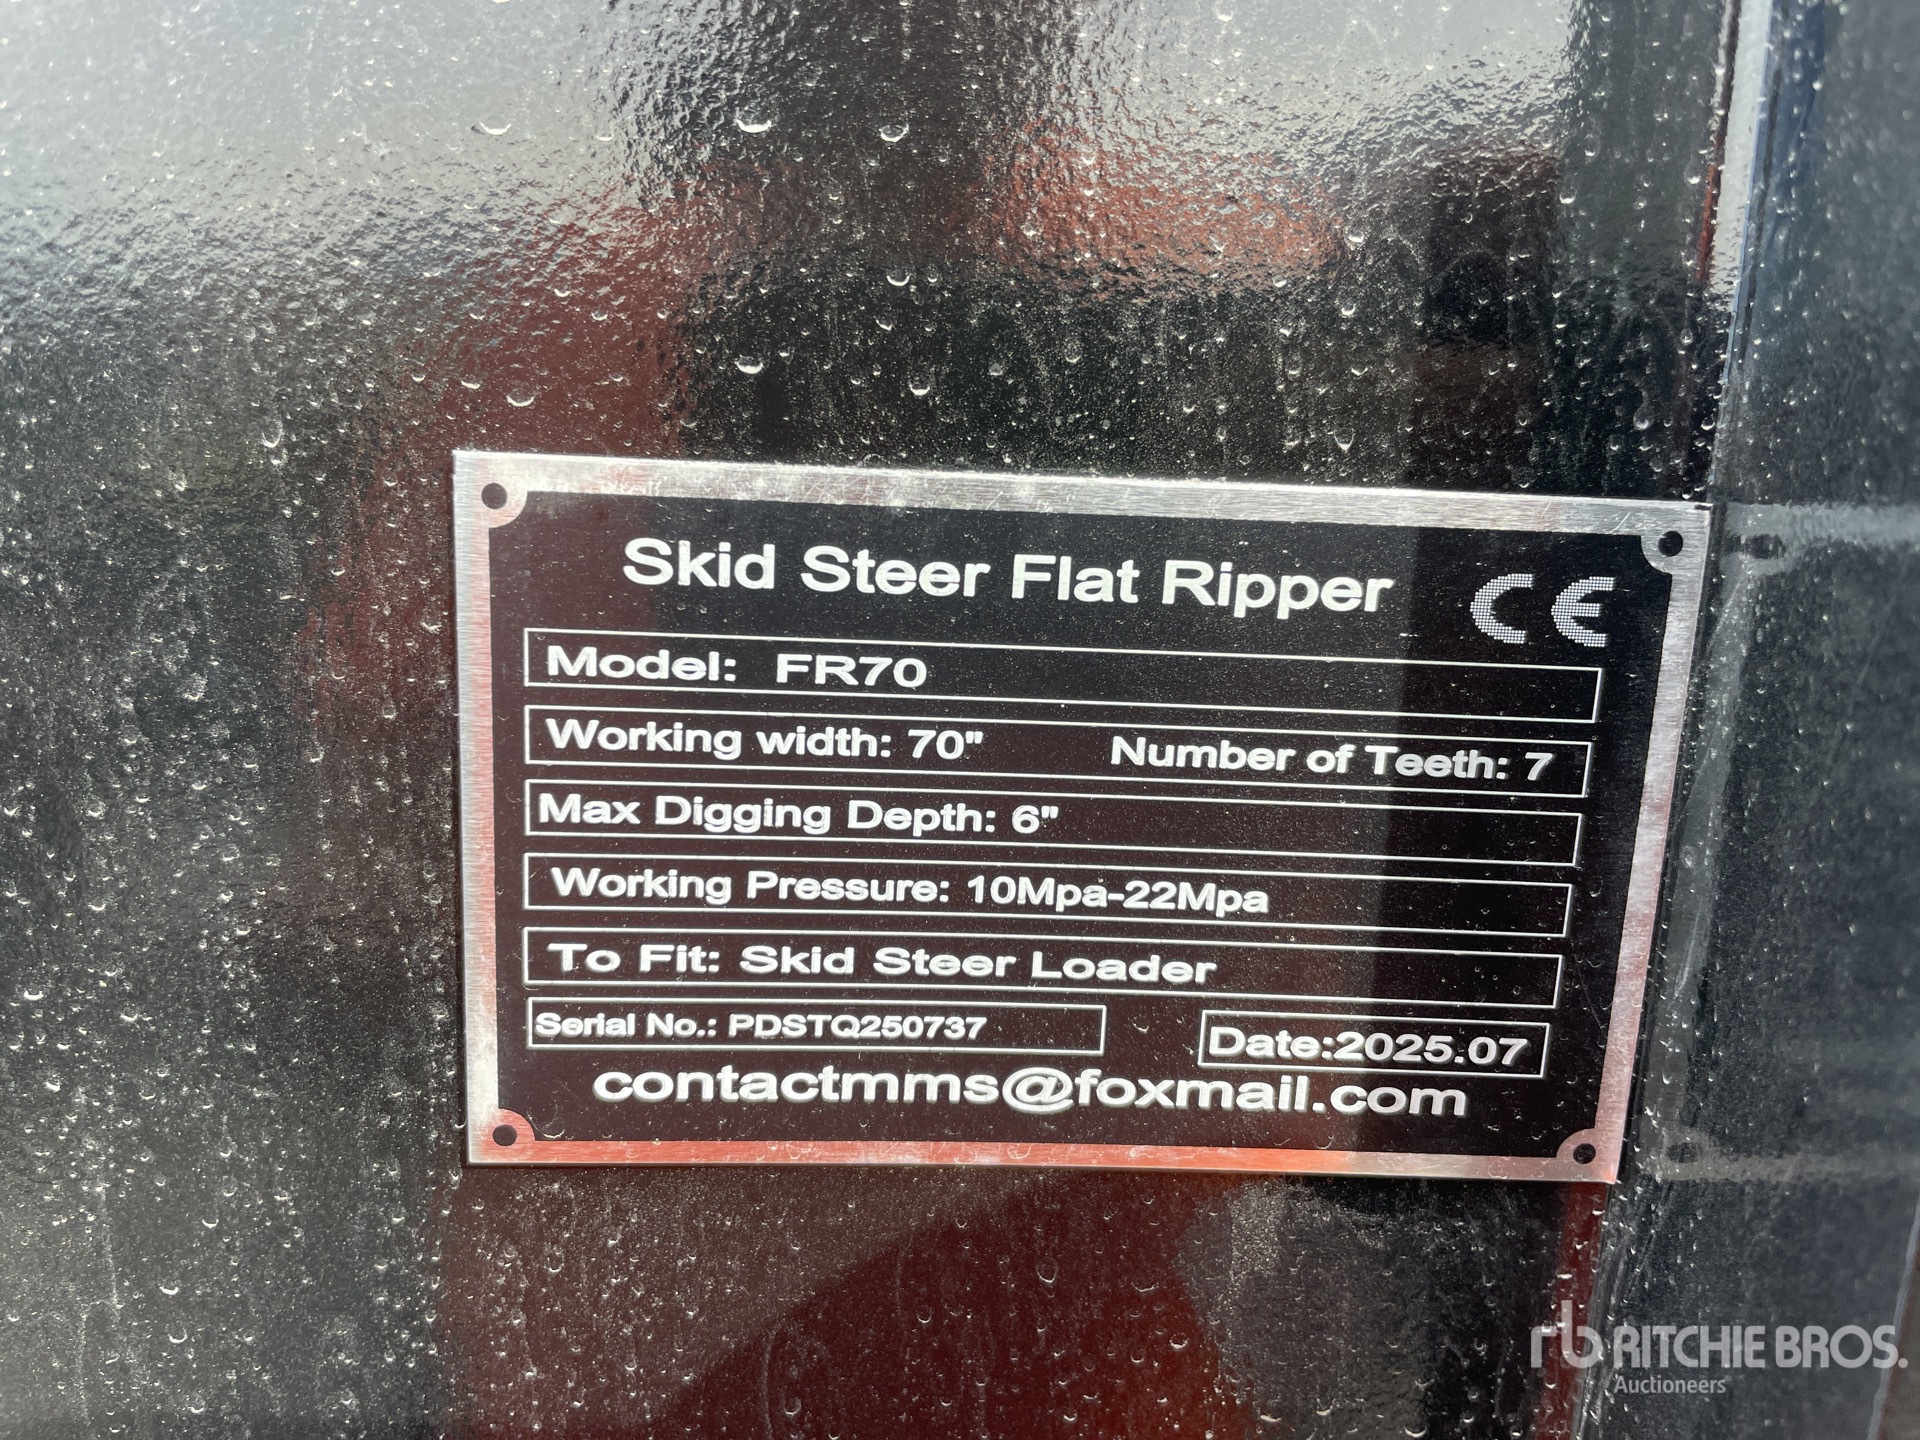 Skid Steer Flat Ripper CE
Model: FR70
Working width: 70" Number of Teeth: 7
Max Digging Depth: 6"
Working Pressure: 10Mpa-22Mpa
To Fit: Skid Steer Loader
Serial No.: PDSTQ250737 Date:2025.07
contactmms@foxmail.com
rb RITCHIE BROS.
Auctioneers